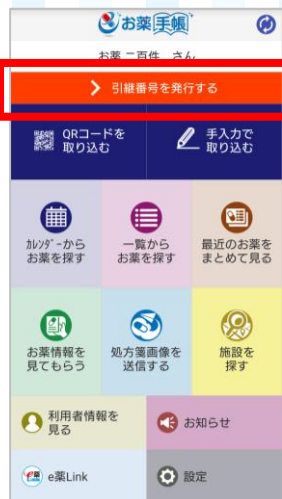 お薬手帳
お薬 二百件 さん
引継番号を発行する
QRコードを
取り込む
手入力で
取り込む
カレンダーから
お薬を探す
一覧から
お薬を探す
最近のお薬を
まとめて見る
お薬情報を
見てもらう
処方箋画像を
送信する
施設を
探す
利用者情報を
見る
お知らせ
e薬Link
設定